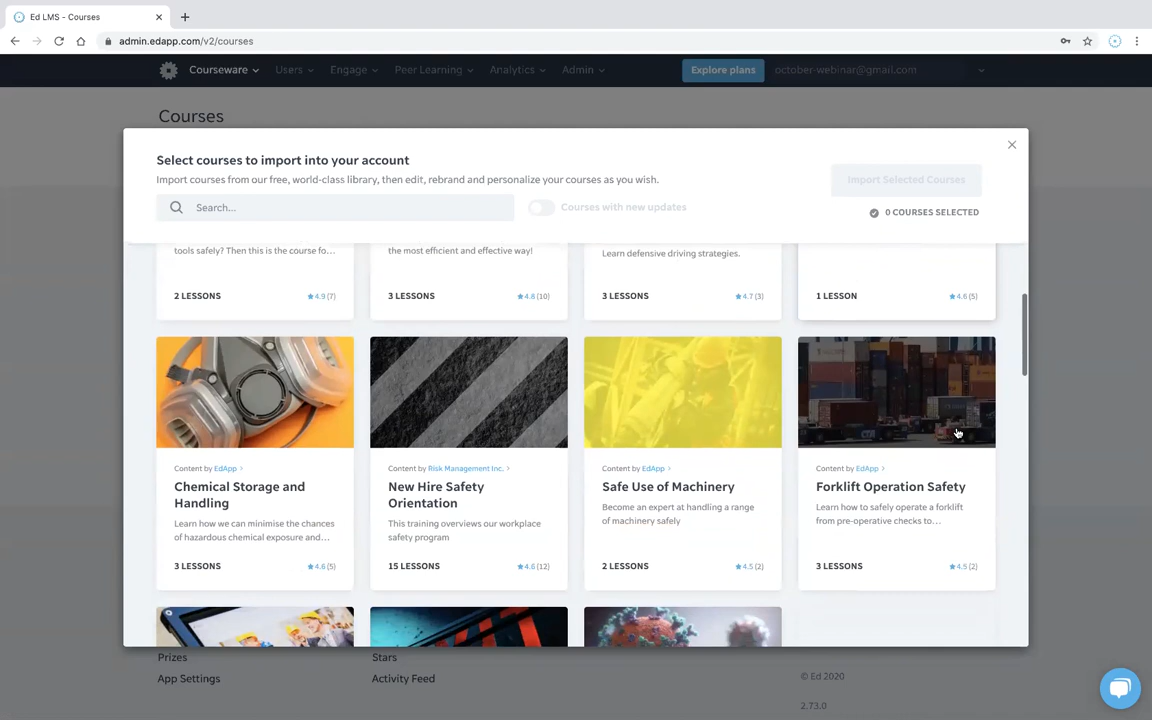 Ed LMS - Courses
admin.edapp.com/v2/courses
Courseware Users Engage Peer Learning Analytics Admin Explore plans october-webinar@gmail.com
Courses
Select courses to import into your account
Import courses from our free, world-class library, then edit, rebrand and personalize your courses as you wish.
Import Selected Courses
Search... Courses with new updates
0 COURSES SELECTED
tools safely? Then this is the course fo...
the most efficient and effective way!
Learn defensive driving strategies.
2 LESSONS ★4.9 (7)
3 LESSONS ★4.8 (10)
3 LESSONS ★4.7 (3)
1 LESSON ★4.6 (5)
Content by EdApp >
Chemical Storage and
Handling
Learn how we can minimise the chances
of hazardous chemical exposure and...
3 LESSONS ★4.6 (5)
Content by Risk Management Inc. >
New Hire Safety
Orientation
This training overviews our workplace
safety program
15 LESSONS ★4.6 (12)
Content by EdApp >
Safe Use of Machinery
Become an expert at handling a range
of machinery safely
2 LESSONS ★4.5 (2)
Content by EdApp >
Forklift Operation Safety
Learn how to safely operate a forklift
from pre-operative checks to...
3 LESSONS ★4.5 (2)
Prizes
Stars
App Settings
Activity Feed
© Ed 2020
2.73.0